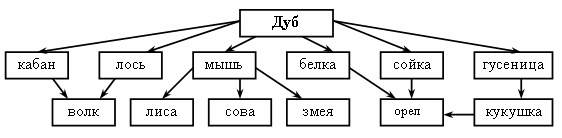 Дуб
кабан лось мышь белка сойка гусеница
волк лиса сова змея орел кукушка